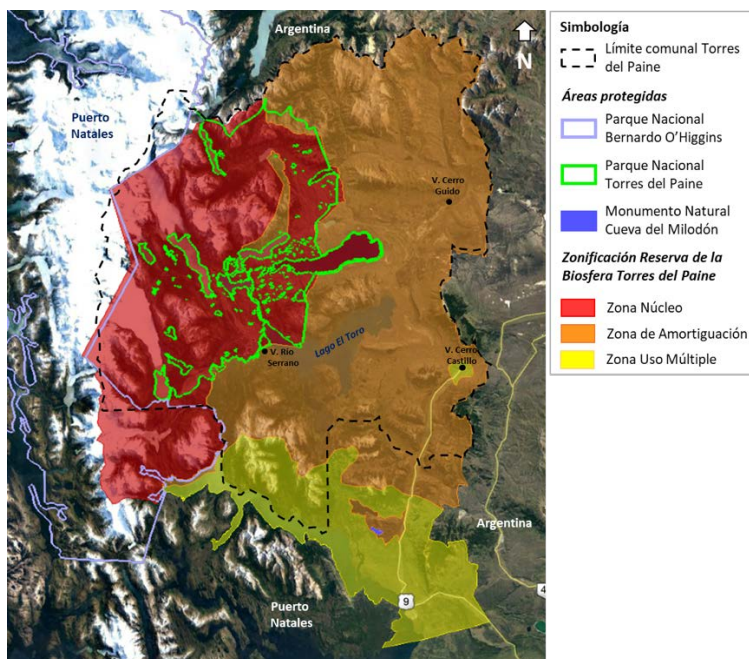 Argentina
N
Puerto
Natales
V. Cerro
Guido
Lago El Toro
V. Río
Serrano
V. Cerro
Castillo
Argentina
Puerto
Natales
9
4
Simbología
Límite comunal Torres
del Paine
Áreas protegidas
Parque Nacional
Bernardo O’Higgins
Parque Nacional
Torres del Paine
Monumento Natural
Cueva del Milodón
Zonificación Reserva de la
Biosfera Torres del Paine
Zona Núcleo
Zona de Amortiguación
Zona Uso Múltiple